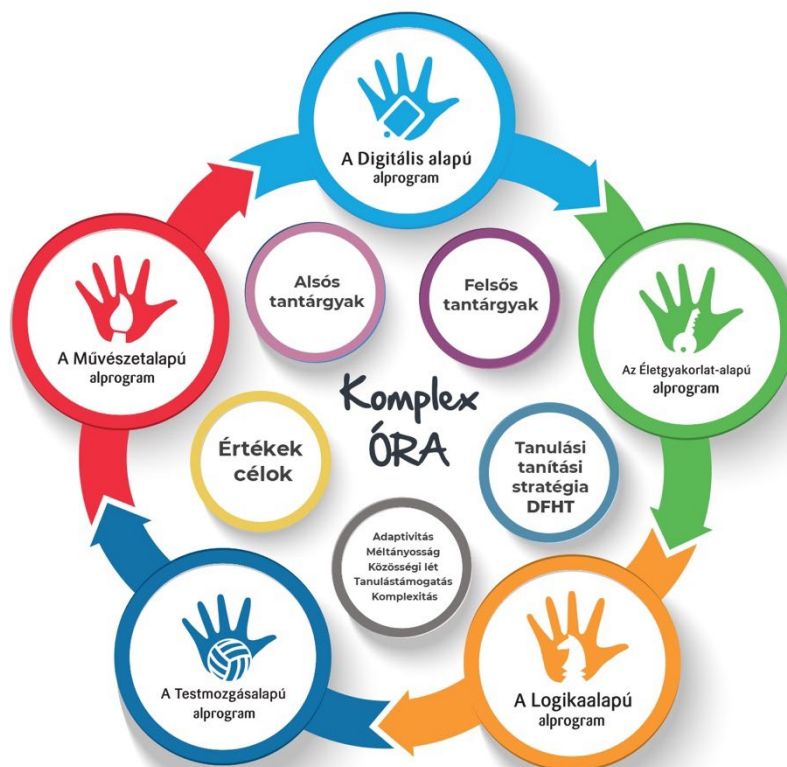 A Digitális alapú
alprogram
Alsós
tantárgyak
Felsős
tantárgyak
A Művészetalapú
alprogram
Az Életgyakorlat-alapú
alprogram
Komplex
ÓRA
Értékek
célok
Tanulási
tanítási
stratégia
DFHT
Adaptivitás
Méltányosság
Közösségi lét
Tanulástámogatás
Komplexitás
A Testmozgásalapú
alprogram
A Logikaalapú
alprogram